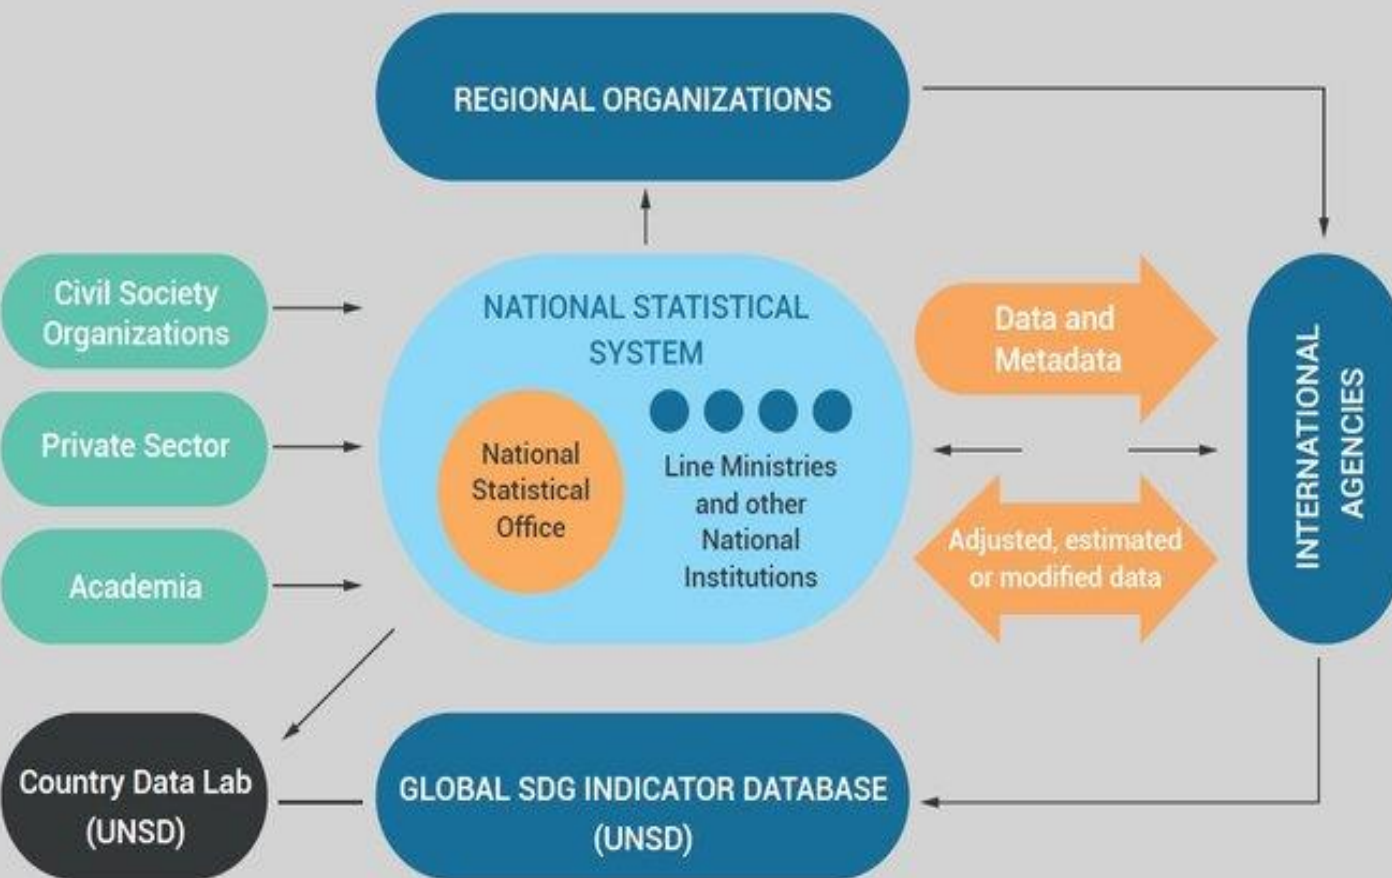 REGIONAL ORGANIZATIONS
Civil Society
Organizations
Private Sector
Academia
NATIONAL STATISTICAL
SYSTEM
National
Statistical
Office
Line Ministries
and other
National
Institutions
Data and
Metadata
Adjusted, estimated
or modified data
INTERNATIONAL
AGENCIES
Country Data Lab
(UNSD)
GLOBAL SDG INDICATOR DATABASE
(UNSD)